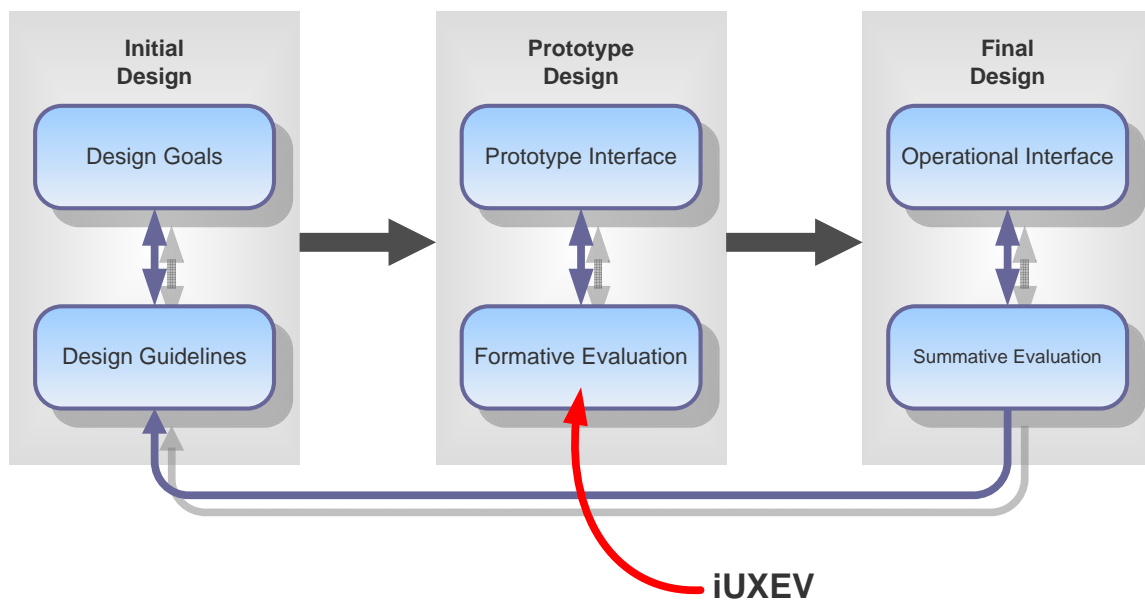 Initial
Design
Design Goals
Design Guidelines
Prototype
Design
Prototype Interface
Formative Evaluation
Final
Design
Operational Interface
Summative Evaluation
iUXEV